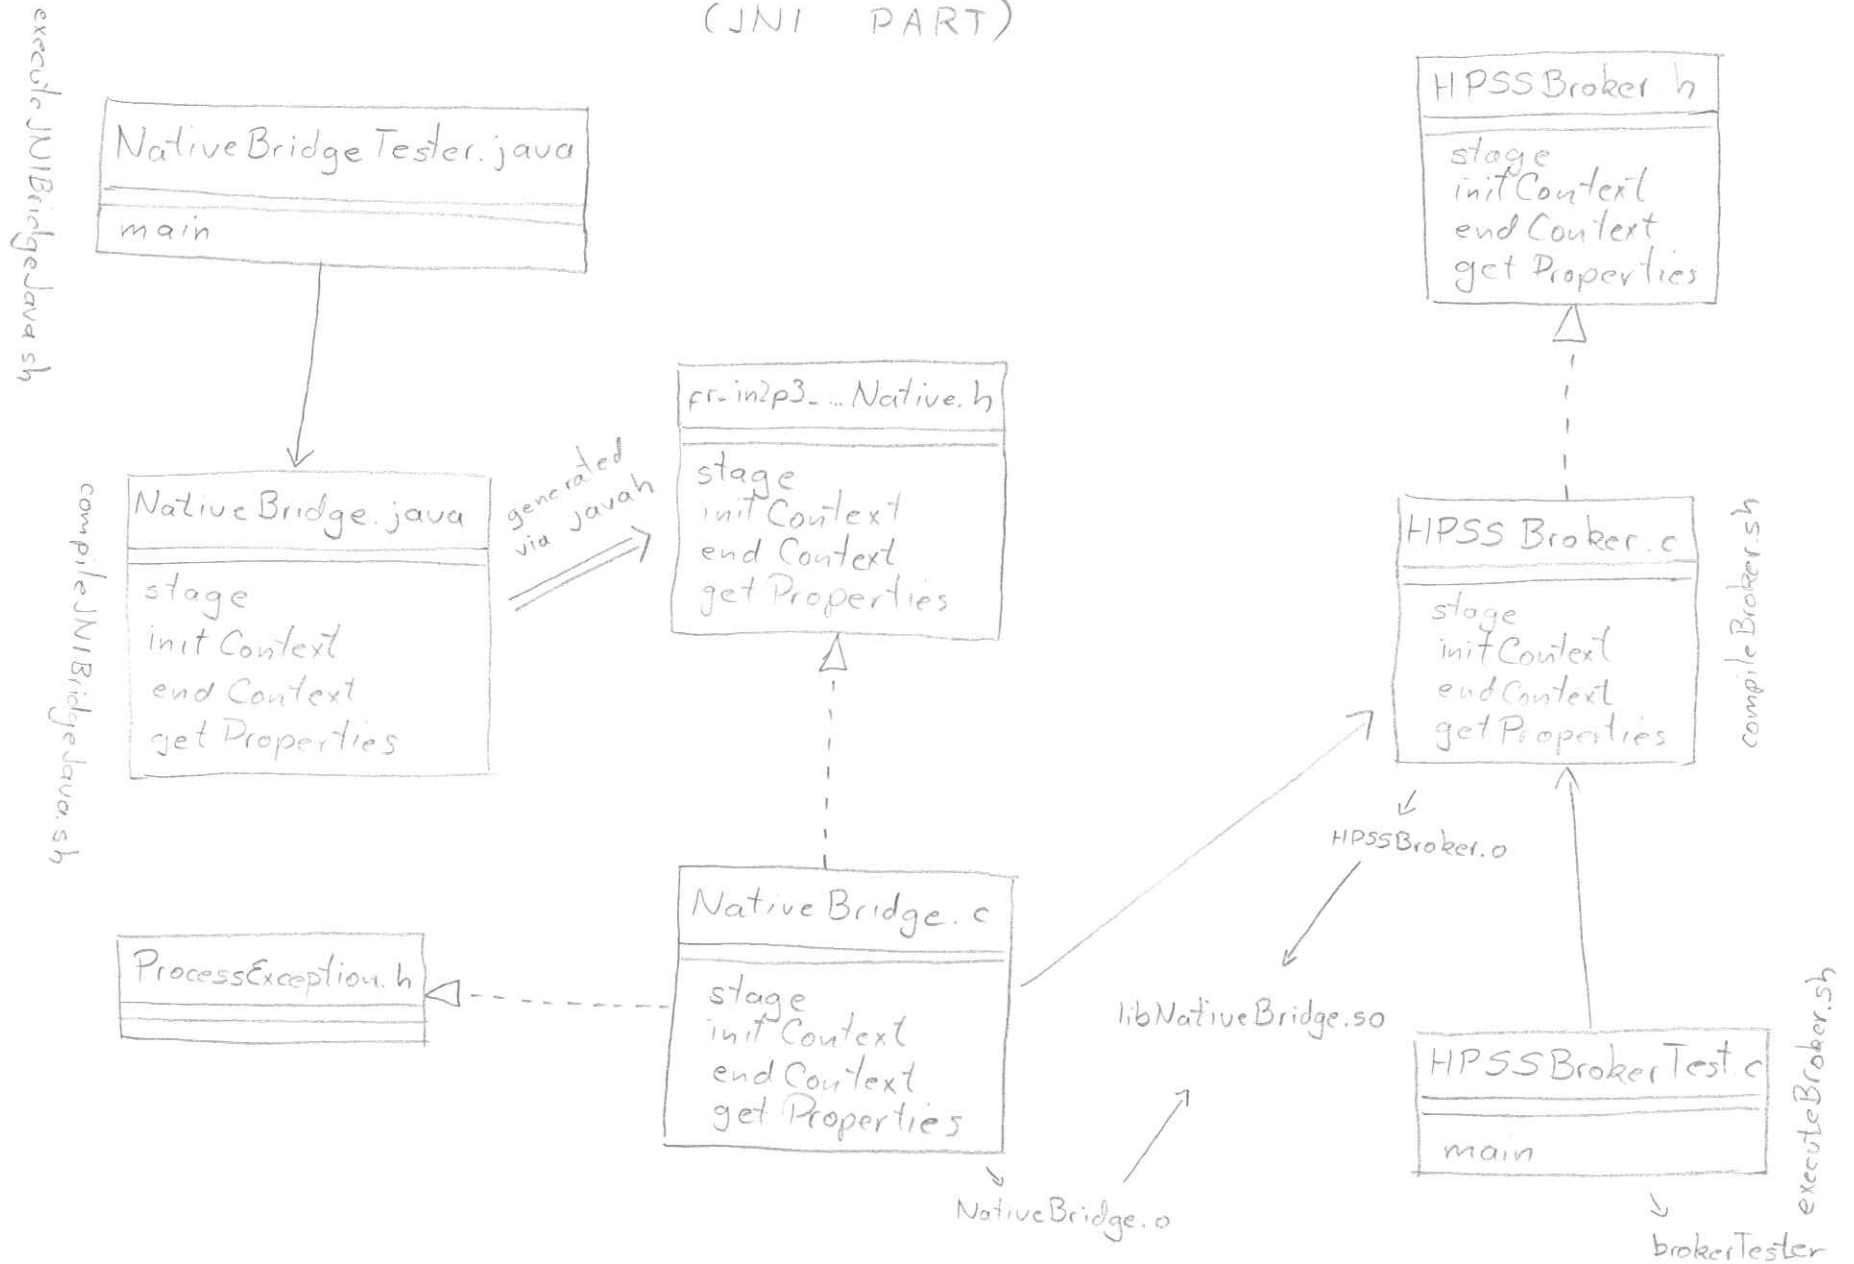 (JNI PART)
executeJNIBridgeJava.sh
NativeBridgeTester.java
main
compileJNIBridgeJava.sh
NativeBridge.java
stage
initContext
endContext
getProperties
generated
via javah
fr_in2p3_...Native.h
stage
initContext
endContext
getProperties
ProcessException.h
NativeBridge.c
stage
initContext
endContext
getProperties
NativeBridge.o
libNativeBridge.so
HPSSBroker.o
HPSSBroker h
stage
initContext
endContext
getProperties
HPSSBroker.c
stage
initContext
endContext
getProperties
compileBroker.sh
HPSSBrokerTest.c
main
executeBroker.sh
brokerTester